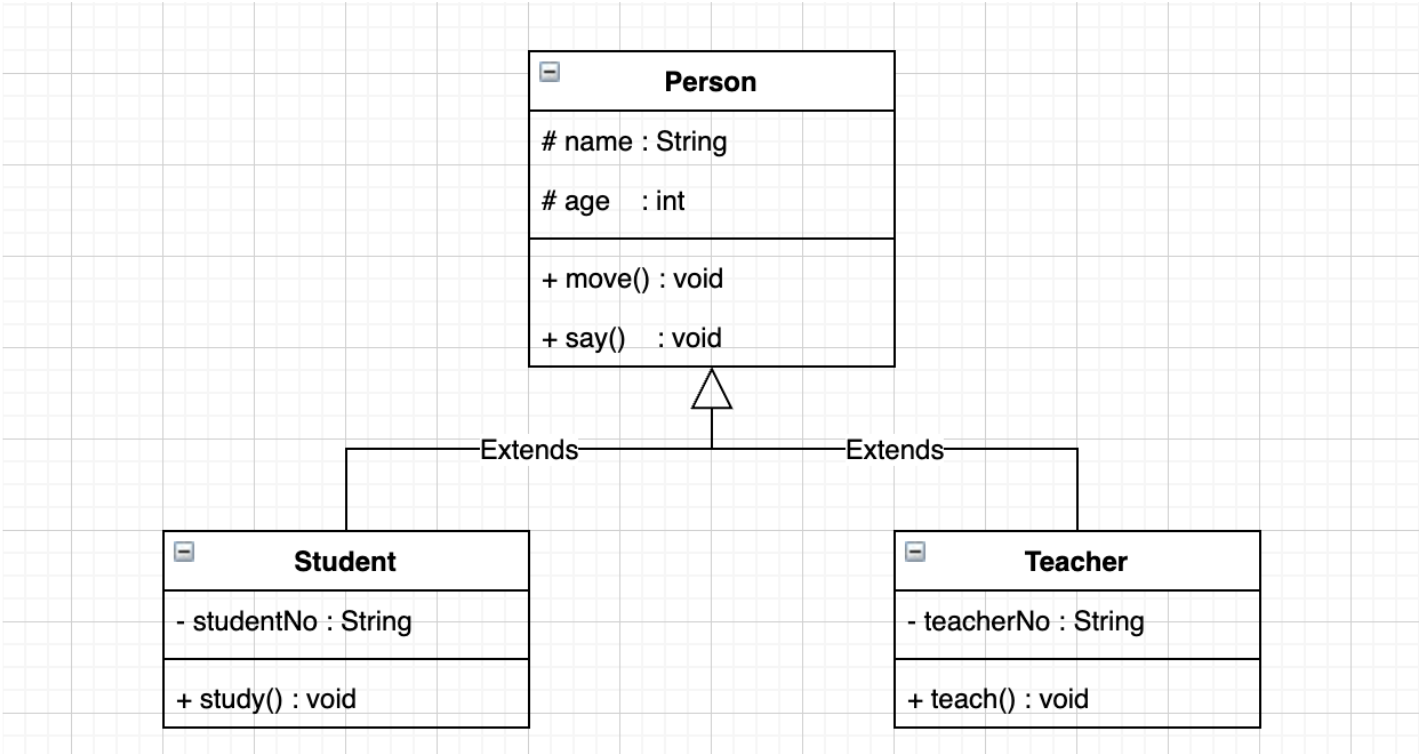 Person
# name : String
# age : int
+ move() : void
+ say() : void
Extends Extends
Student
- studentNo : String
+ study() : void
Teacher
- teacherNo : String
+ teach() : void